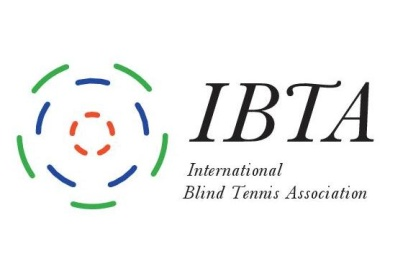 IBTA
International
Blind Tennis Association